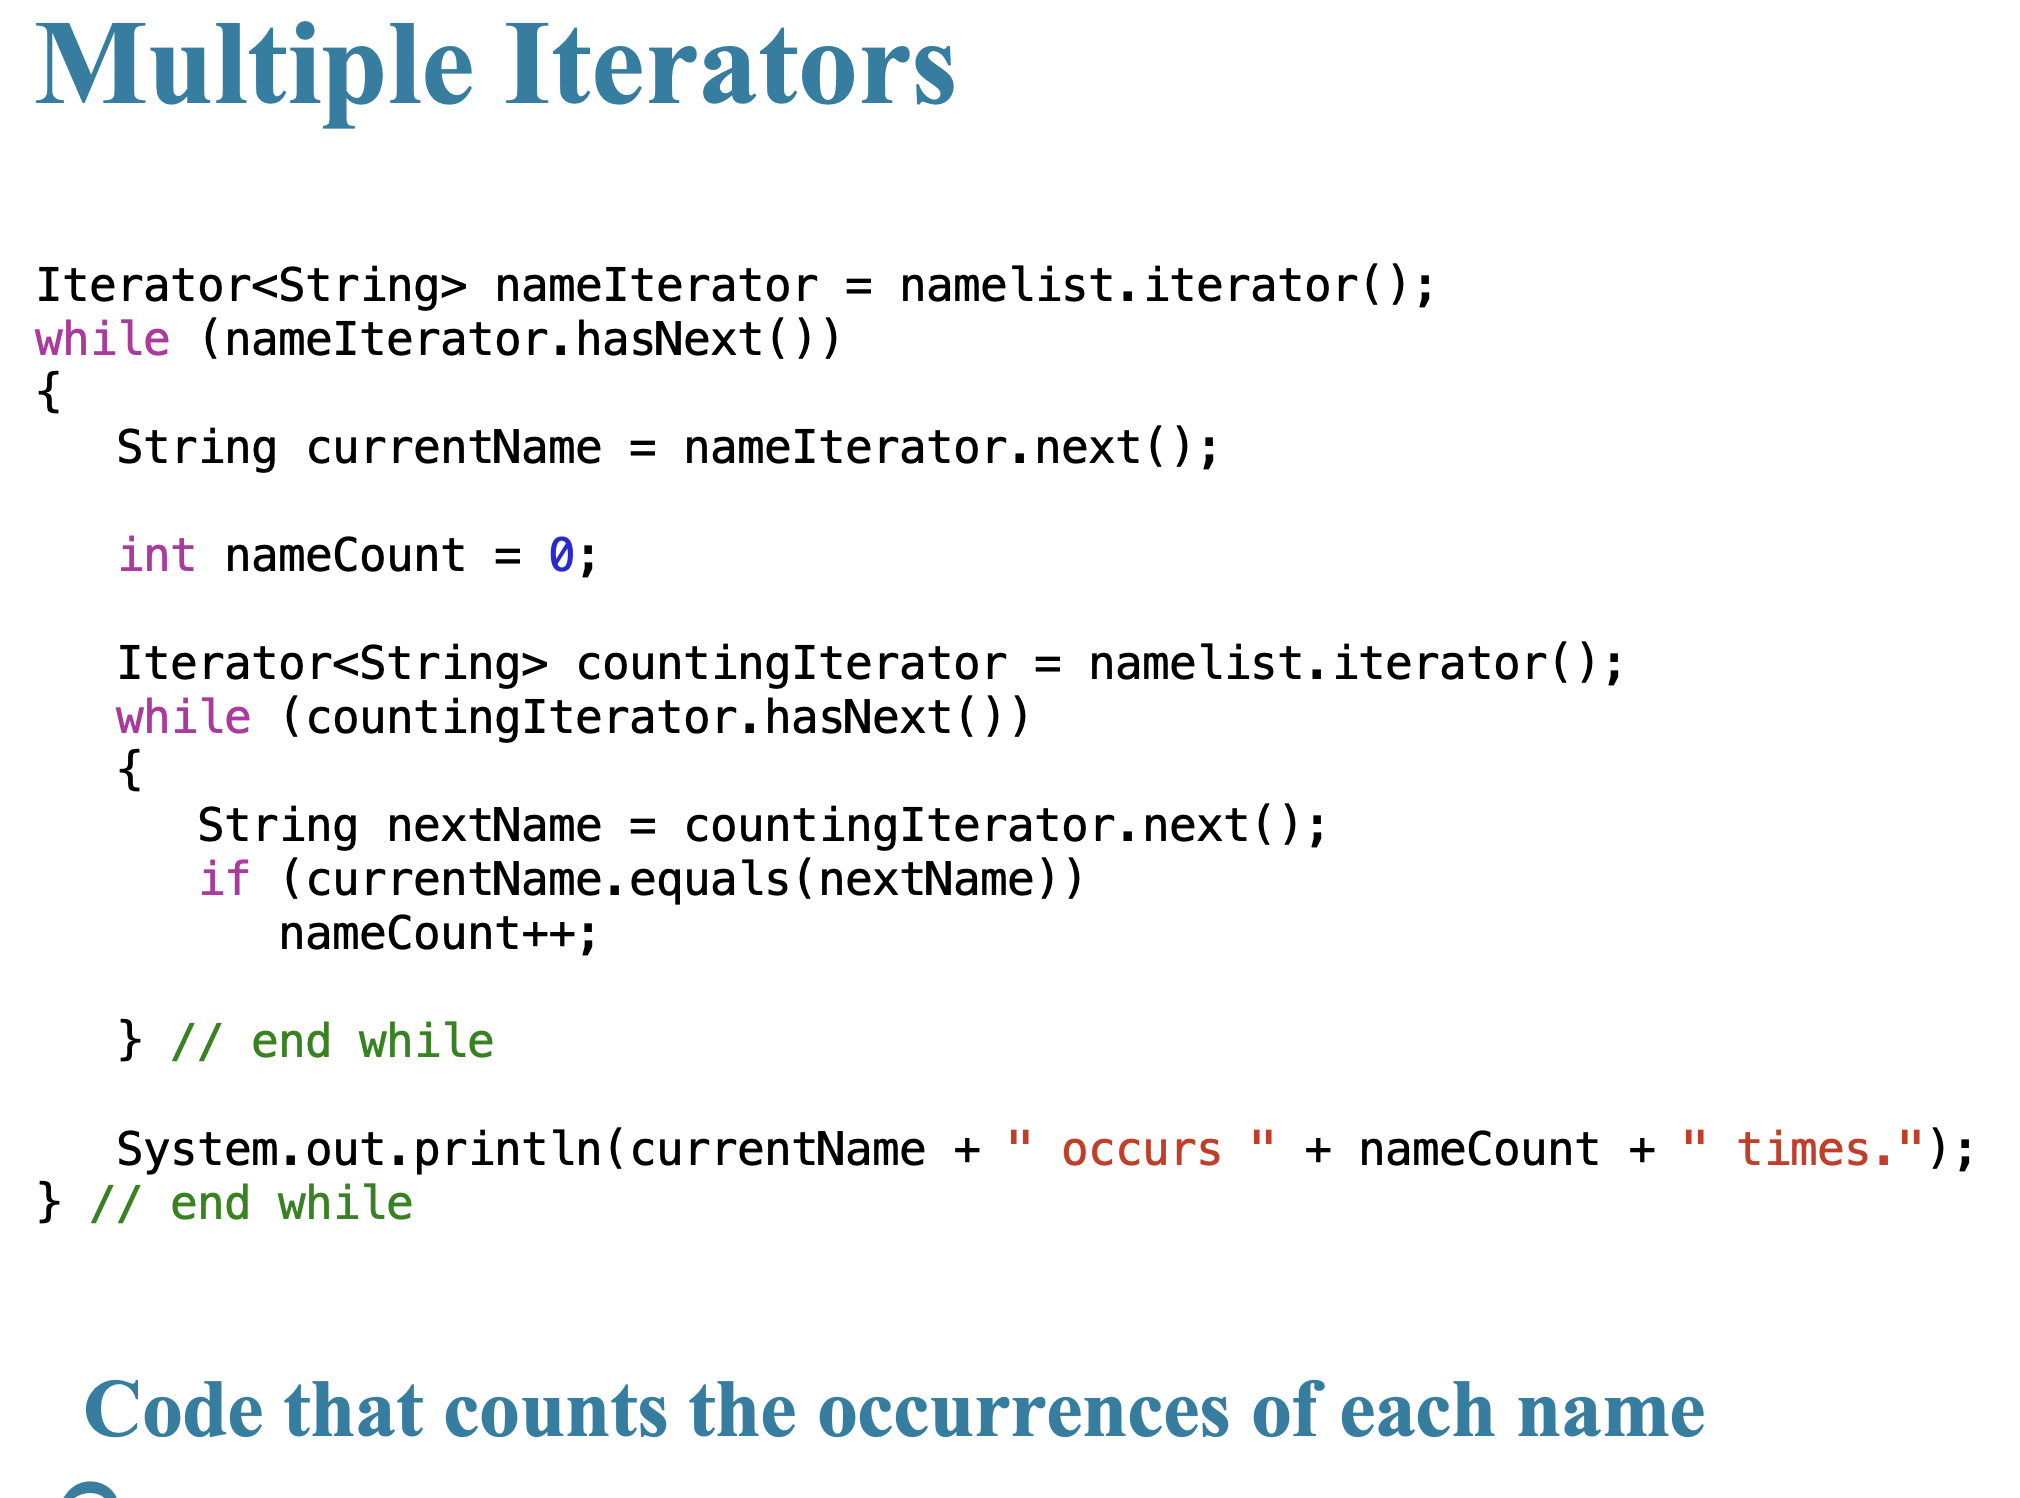 Multiple Iterators
Iterator<String> nameIterator = namelist.iterator();
while (nameIterator.hasNext())
{
   String currentName = nameIterator.next();
   int nameCount = 0;
   Iterator<String> countingIterator = namelist.iterator();
   while (countingIterator.hasNext())
   {
      String nextName = countingIterator.next();
      if (currentName.equals(nextName))
         nameCount++;
   } // end while
   System.out.println(currentName + " occurs " + nameCount + " times.");
} // end while
Code that counts the occurrences of each name